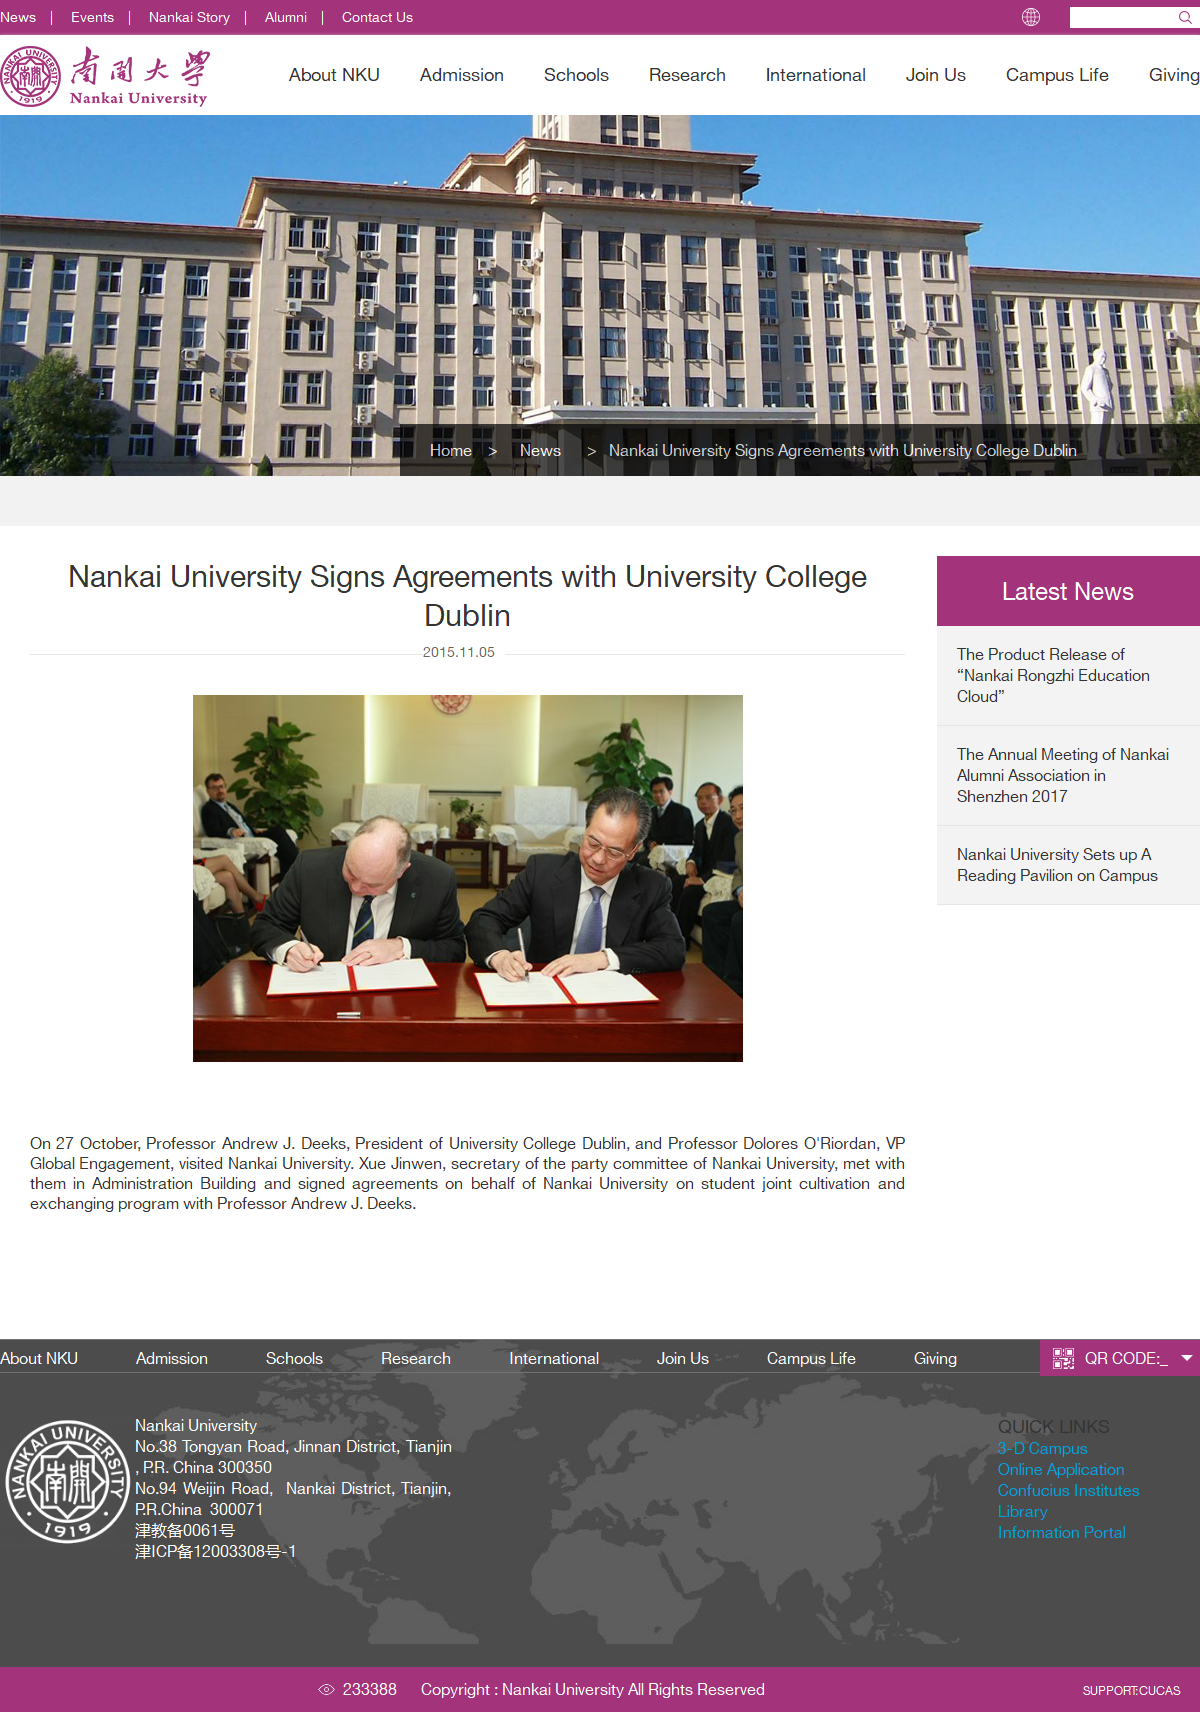 News | Events | Nankai Story | Alumni | Contact Us
NANKAI UNIVERSITY
南開
1919
南開大學
Nankai University
About NKU Admission Schools Research International Join Us Campus Life Giving
Home > News > Nankai University Signs Agreements with University College Dublin
Nankai University Signs Agreements with University College
Dublin
2015.11.05
Latest News
The Product Release of
“Nankai Rongzhi Education
Cloud”
The Annual Meeting of Nankai
Alumni Association in
Shenzhen 2017
Nankai University Sets up A
Reading Pavilion on Campus
On 27 October, Professor Andrew J. Deeks, President of University College Dublin, and Professor Dolores O'Riordan, VP
Global Engagement, visited Nankai University. Xue Jinwen, secretary of the party committee of Nankai University, met with
them in Administration Building and signed agreements on behalf of Nankai University on student joint cultivation and
exchanging program with Professor Andrew J. Deeks.
About NKU Admission Schools Research International Join Us Campus Life Giving QR CODE:_
NANKAI UNIVERSITY
南開
1919
Nankai University
No.38 Tongyan Road, Jinnan District, Tianjin
, P.R. China 300350
No.94 Weijin Road, Nankai District, Tianjin,
P.R.China 300071
津教备0061号
津ICP备12003308号-1
QUICK LINKS
3-D Campus
Online Application
Confucius Institutes
Library
Information Portal
233388 Copyright : Nankai University All Rights Reserved SUPPORT:CUCAS